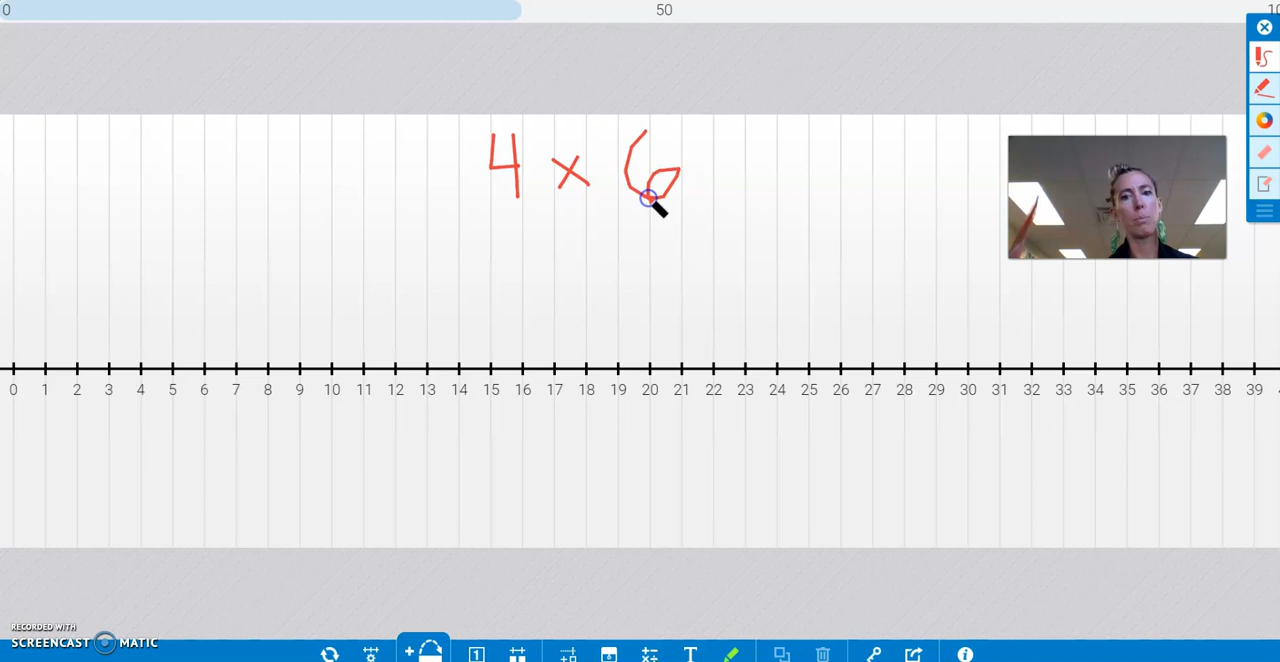 0 50 10
4 × 6
0 1 2 3 4 5 6 7 8 9 10 11 12 13 14 15 16 17 18 19 20 21 22 23 24 25 26 27 28 29 30 31 32 33 34 35 36 37 38 39
RECORDED WITH
SCREENCAST MATIC
1 T